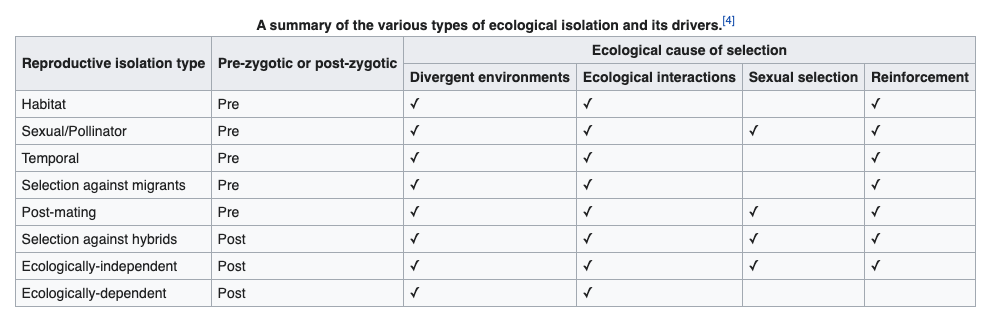 A summary of the various types of ecological isolation and its drivers.[4]
Reproductive isolation type Pre-zygotic or post-zygotic Ecological cause of selection
Divergent environments Ecological interactions Sexual selection Reinforcement
Habitat Pre ✓ ✓ ✓
Sexual/Pollinator Pre ✓ ✓ ✓ ✓
Temporal Pre ✓ ✓ ✓
Selection against migrants Pre ✓ ✓ ✓
Post-mating Pre ✓ ✓ ✓ ✓
Selection against hybrids Post ✓ ✓ ✓ ✓
Ecologically-independent Post ✓ ✓ ✓ ✓
Ecologically-dependent Post ✓ ✓